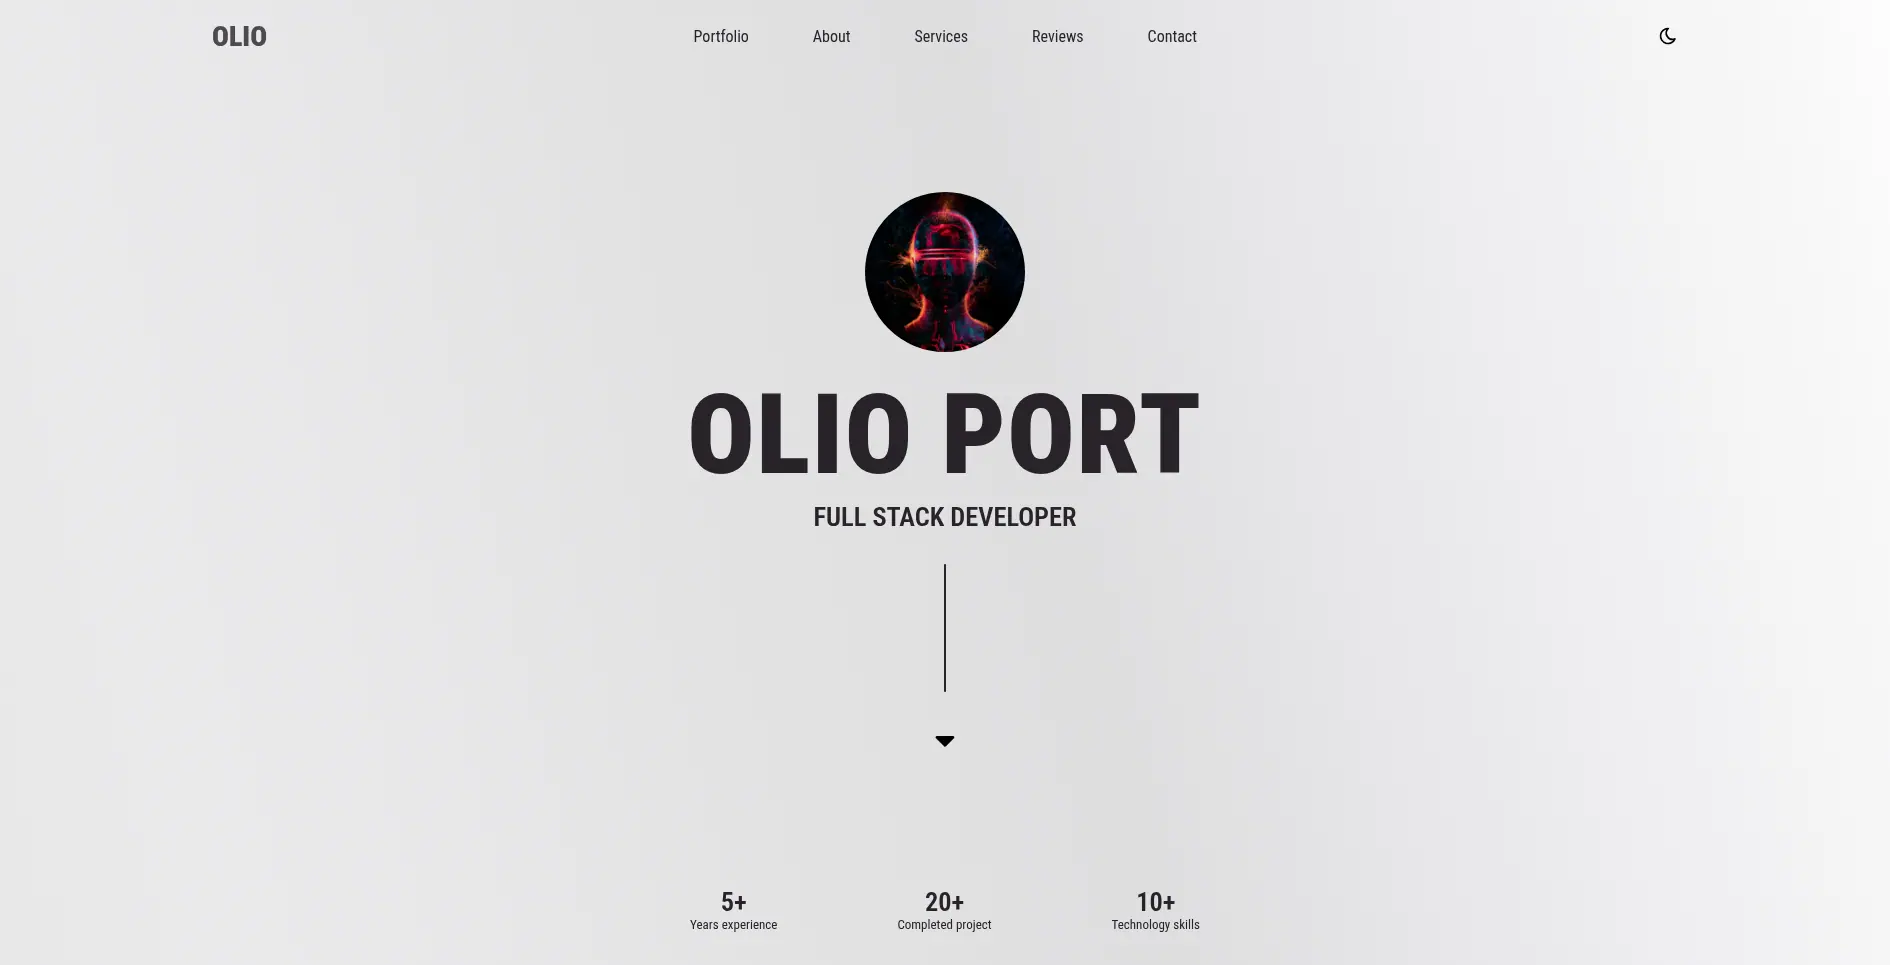 OLIO
Portfolio About Services Reviews Contact
OLIO PORT
FULL STACK DEVELOPER
5+ 20+ 10+
Years experience Completed project Technology skills